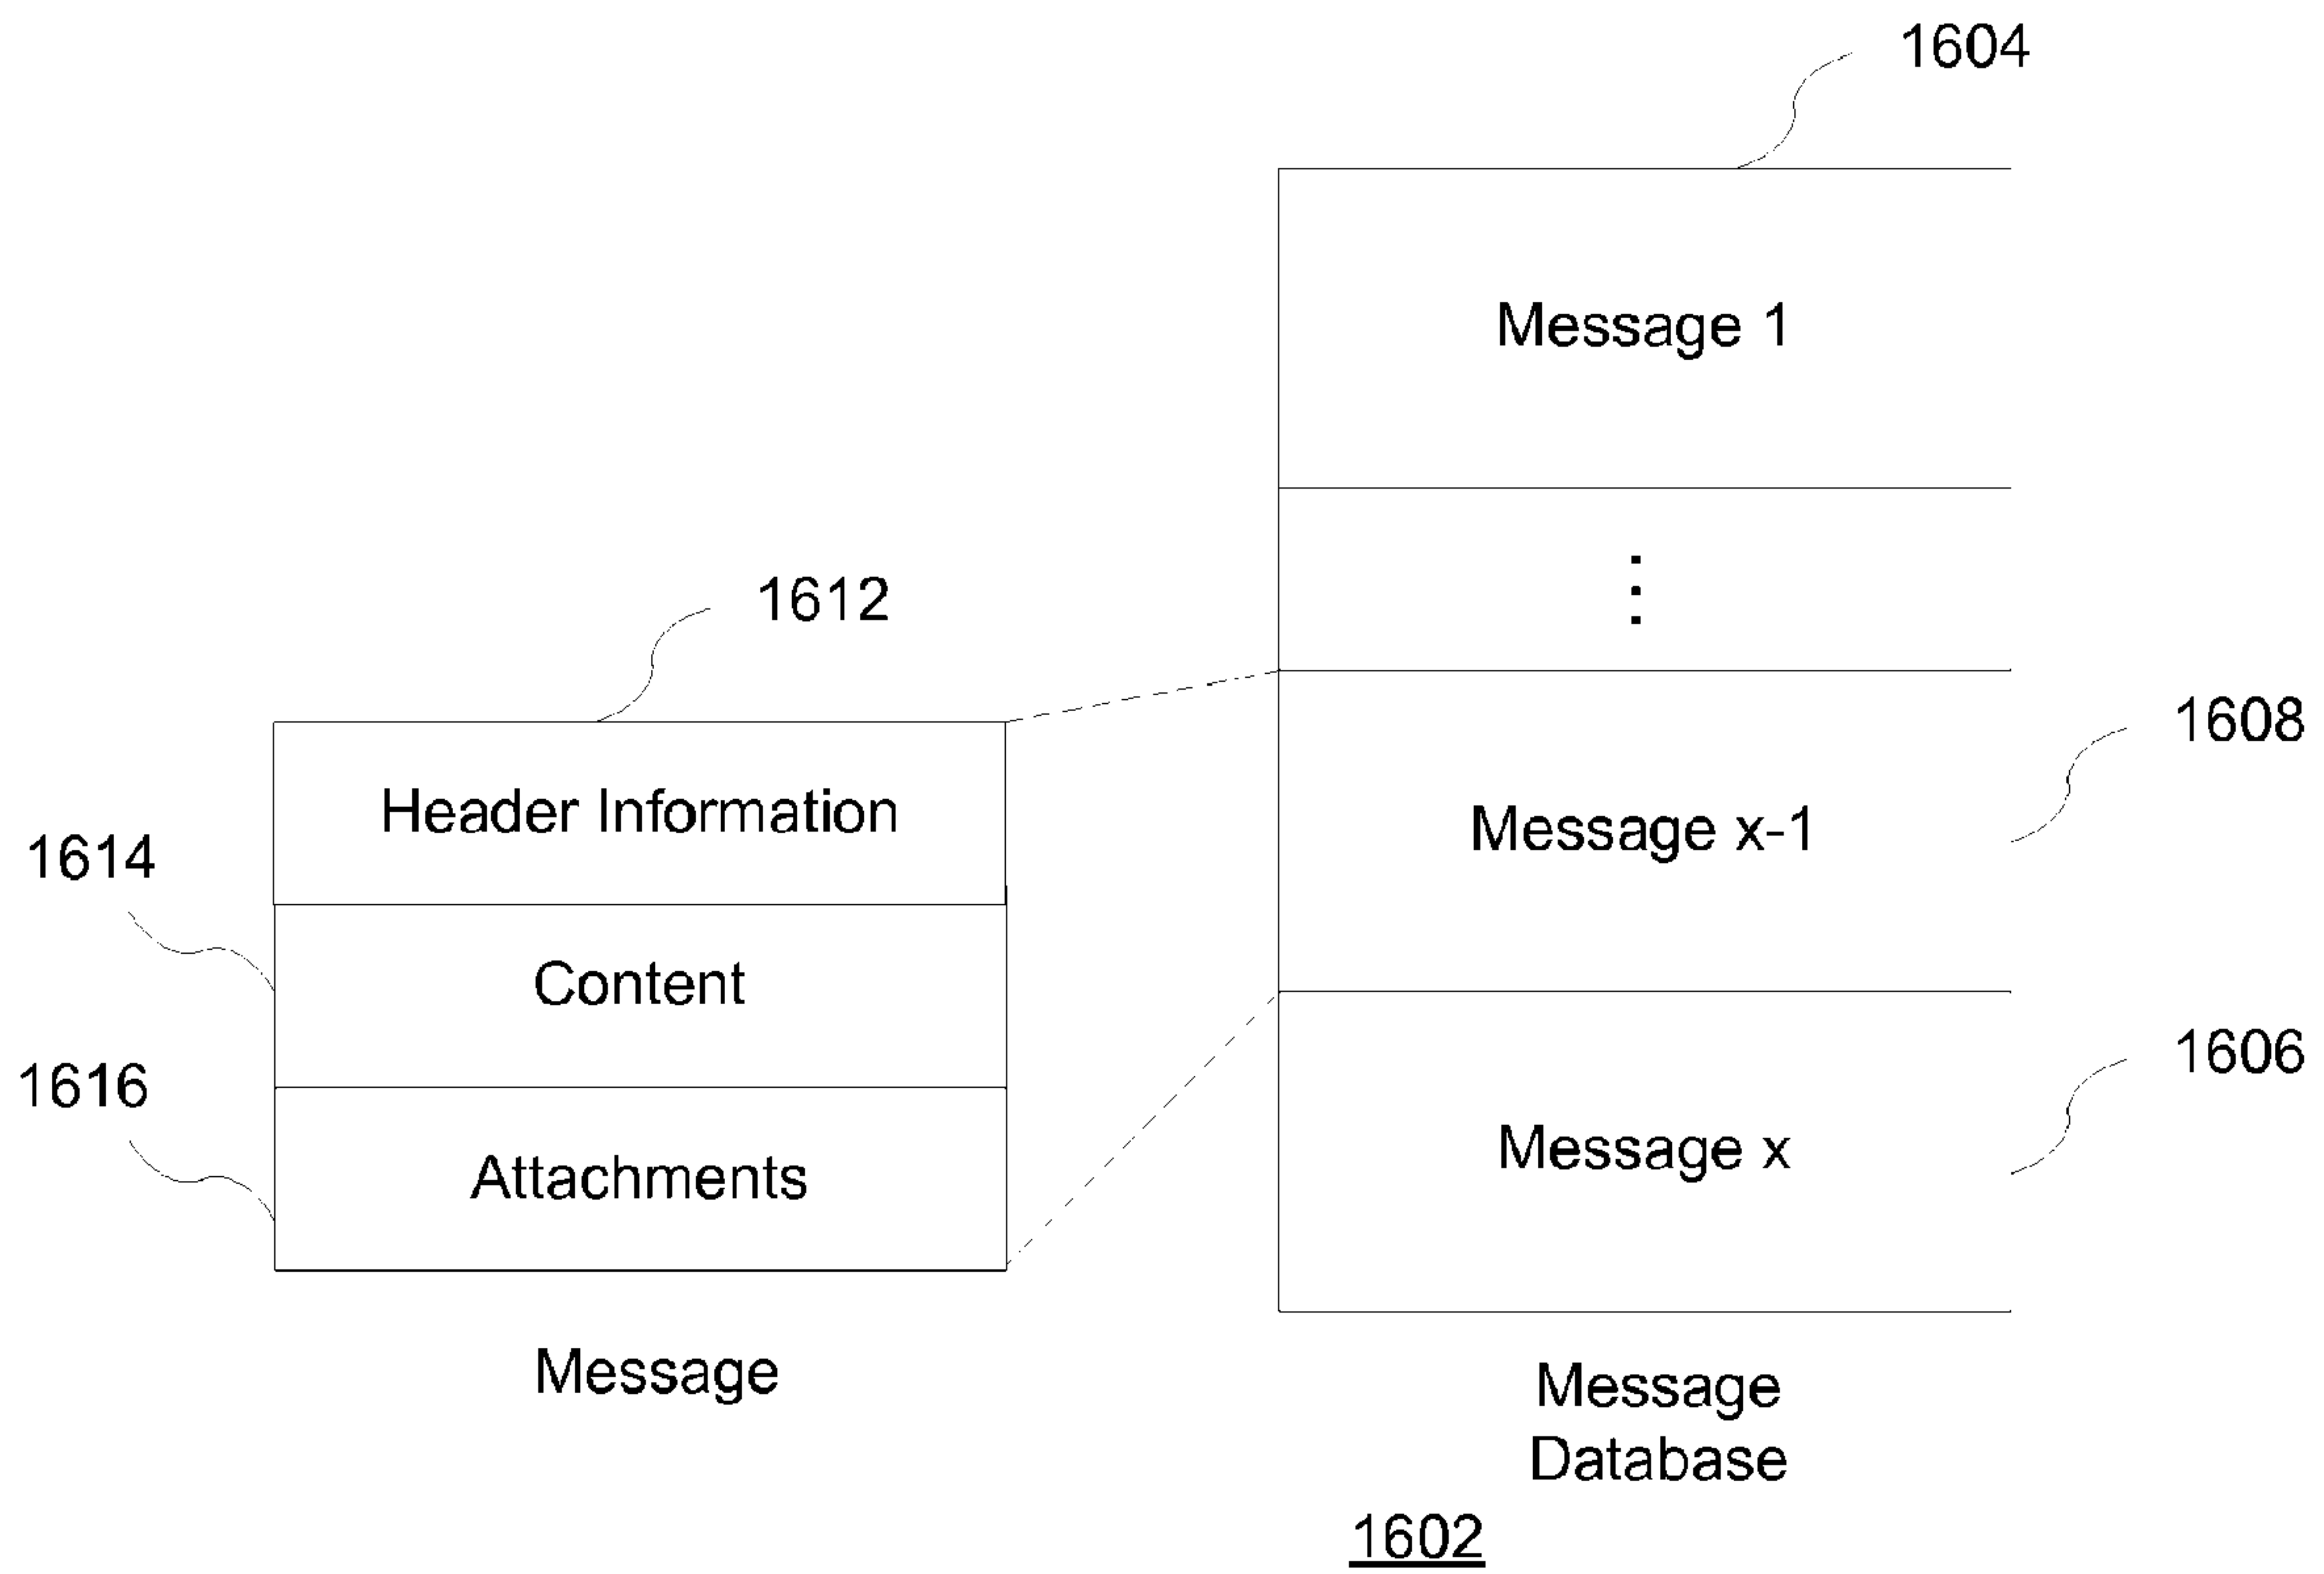 1604
Message 1
1612
1608
Header Information
Message x-1
1614
Content
1606
1616
Message x
Attachments
Message
Message
Database
1602